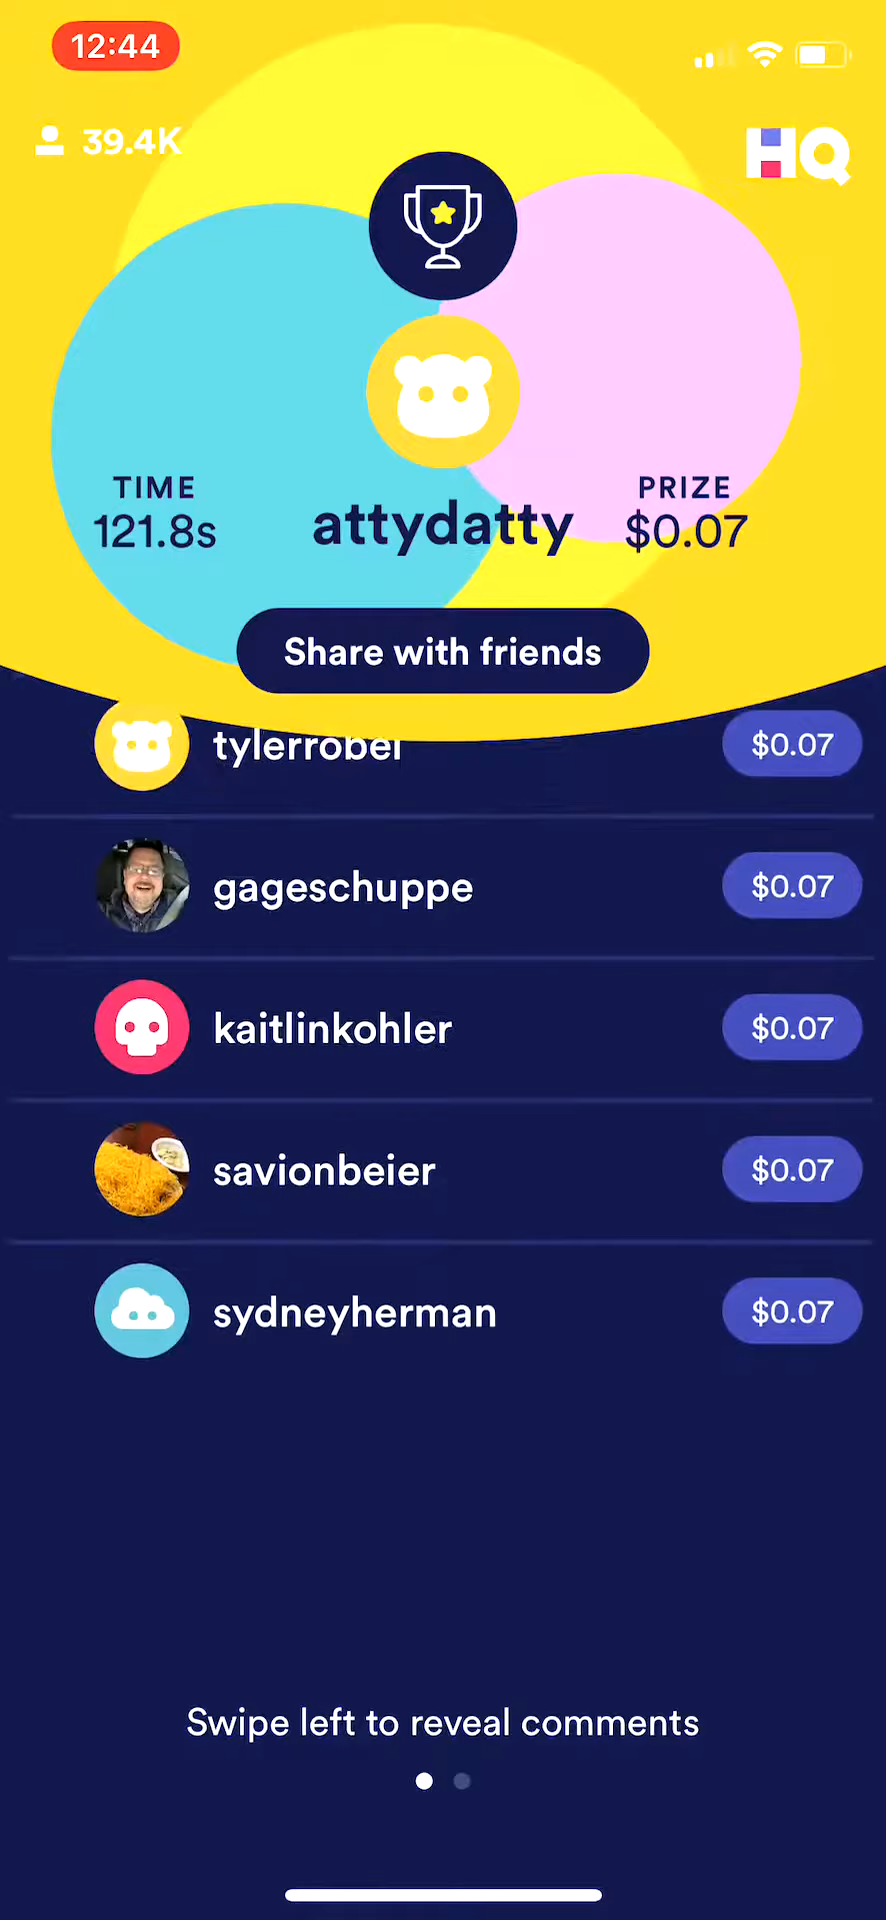 12:44
39.4K
HQ
TIME
121.8s
attydatty
PRIZE
$0.07
Share with friends
$0.07
gageschuppe
$0.07
kaitlinkohler
$0.07
savionbeier
$0.07
sydneyherman
$0.07
Swipe left to reveal comments